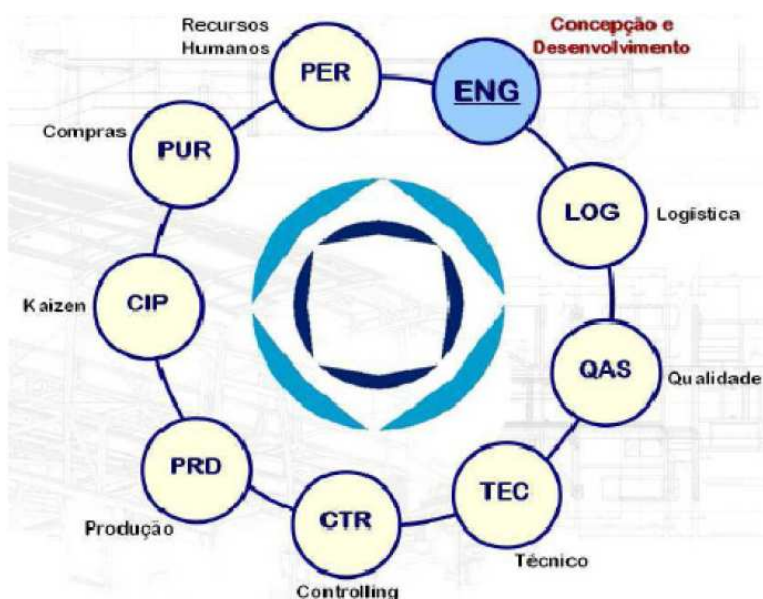 Recursos
Humanos
PER
Concepção e
Desenvolvimento
ENG
Compras
PUR
LOG
Logística
Kaizen
CIP
QAS
Qualidade
PRD
Produção
CTR
Controlling
TEC
Técnico